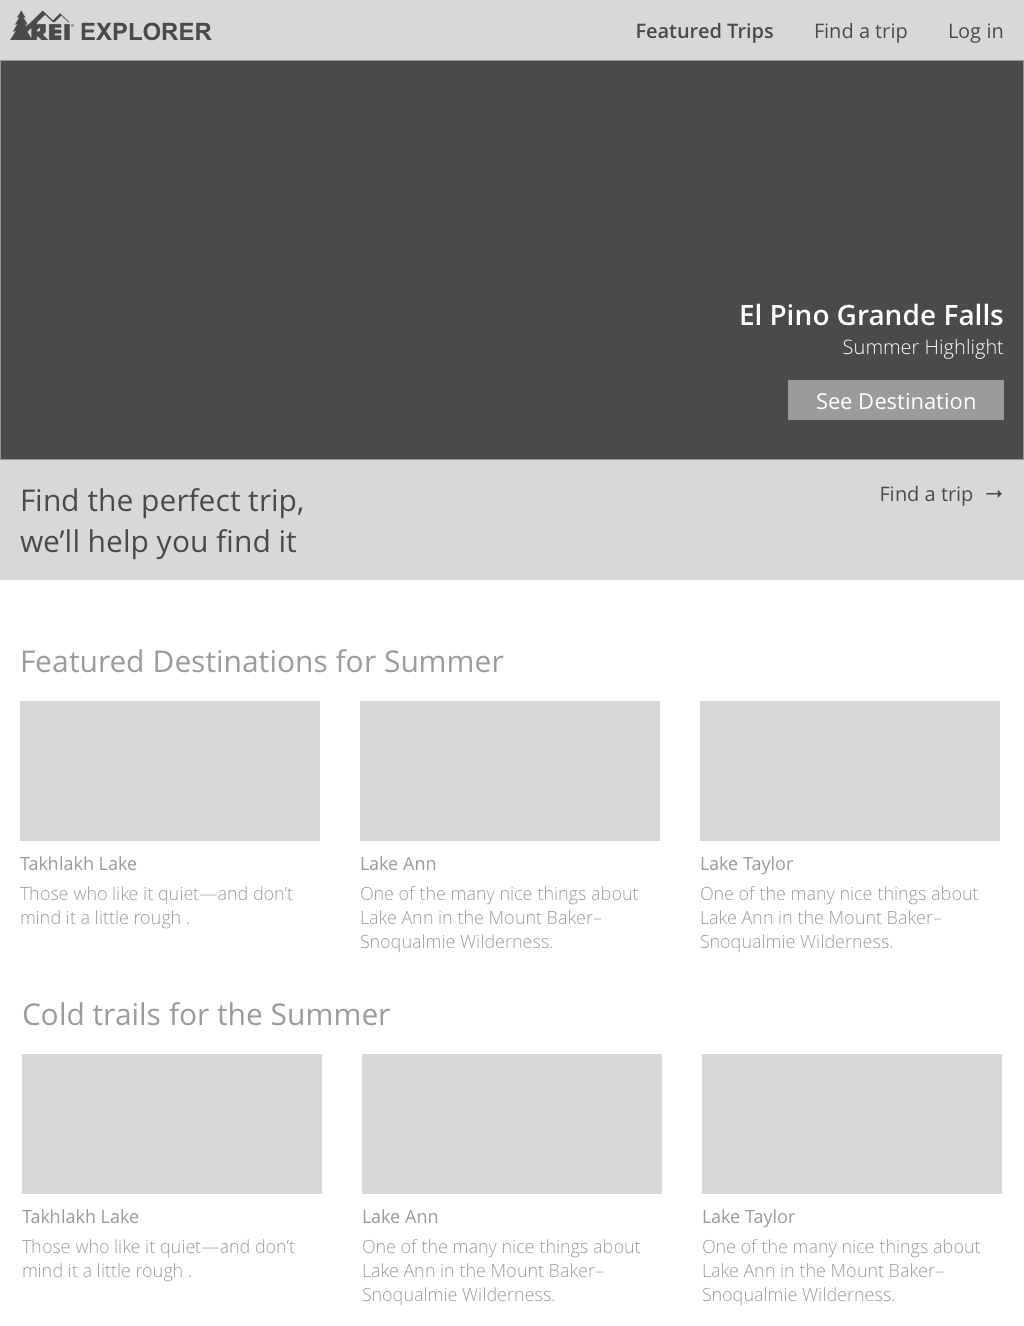 REI EXPLORER
Featured Trips
Find a trip
Log in
El Pino Grande Falls
Summer Highlight
See Destination
Find the perfect trip,
we’ll help you find it
Find a trip →
Featured Destinations for Summer
Takhlakh Lake
Those who like it quiet—and don’t
mind it a little rough .
Lake Ann
One of the many nice things about
Lake Ann in the Mount Baker–
Snoqualmie Wilderness.
Lake Taylor
One of the many nice things about
Lake Ann in the Mount Baker–
Snoqualmie Wilderness.
Cold trails for the Summer
Takhlakh Lake
Those who like it quiet—and don’t
mind it a little rough .
Lake Ann
One of the many nice things about
Lake Ann in the Mount Baker–
Snoqualmie Wilderness.
Lake Taylor
One of the many nice things about
Lake Ann in the Mount Baker–
Snoqualmie Wilderness.